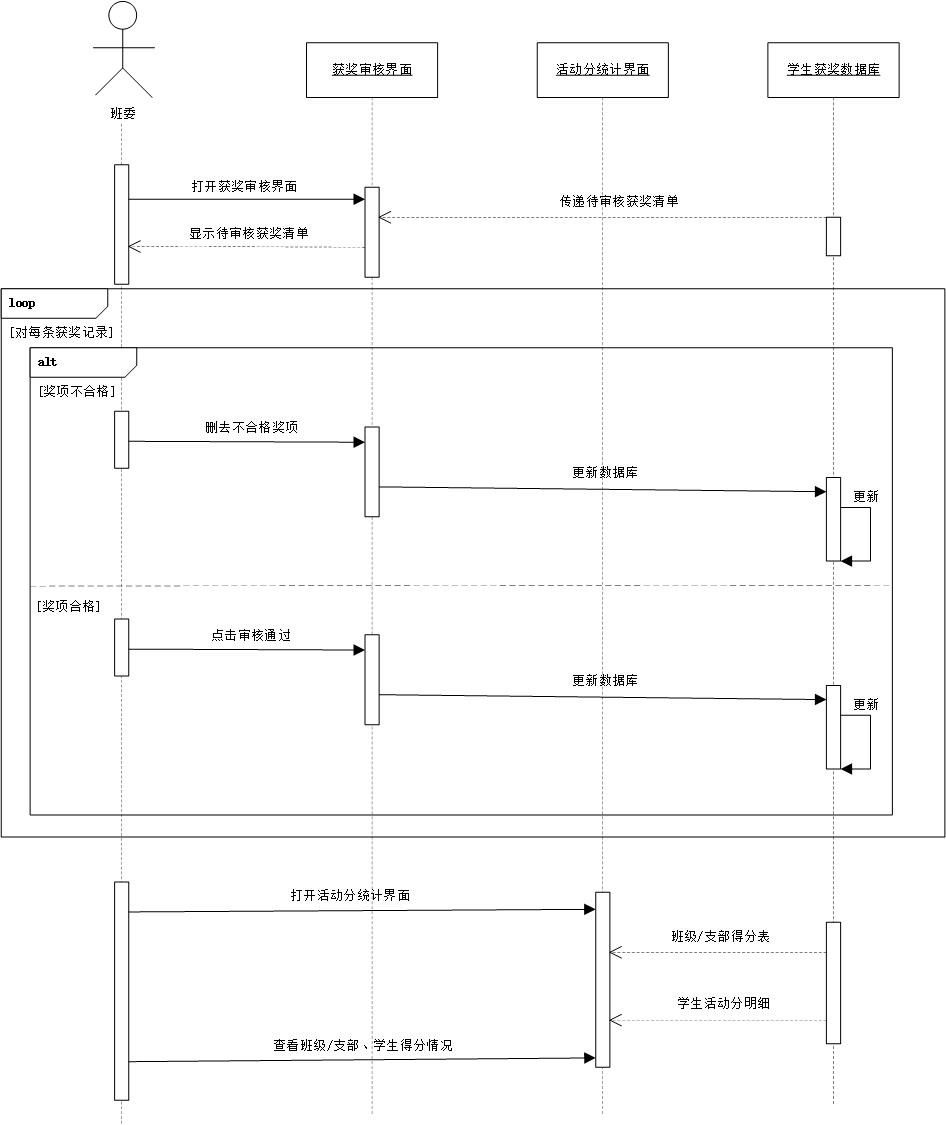 班委
获奖审核界面
活动分统计界面
学生获奖数据库
打开获奖审核界面
传递待审核获奖清单
显示待审核获奖清单
loop
[对每条获奖记录]
alt
[奖项不合格]
删去不合格奖项
更新数据库
更新
[奖项合格]
点击审核通过
更新数据库
更新
打开活动分统计界面
班级/支部得分表
学生活动分明细
查看班级/支部、学生得分情况